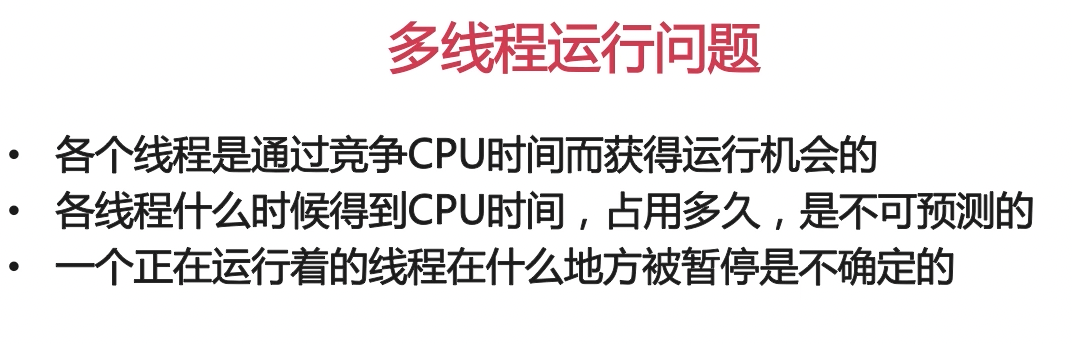 多线程运行问题
• 各个线程是通过竞争CPU时间而获得运行机会的
• 各线程什么时候得到CPU时间，占用多久，是不可预测的
• 一个正在运行着的线程在什么地方被暂停是不确定的